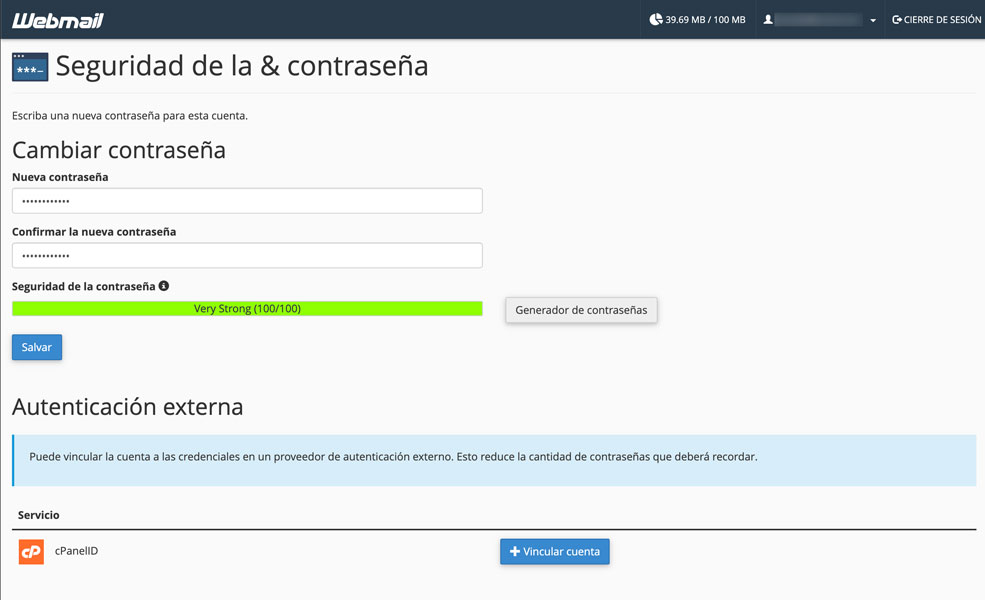 Webmail
39.69 MB / 100 MB
CIERRE DE SESIÓN
***–
Seguridad de la & contraseña
Escriba una nueva contraseña para esta cuenta.
Cambiar contraseña
Nueva contraseña
••••••••••••
Confirmar la nueva contraseña
••••••••••••
Seguridad de la contraseña
Very Strong (100/100)
Generador de contraseñas
Salvar
Autenticación externa
Puede vincular la cuenta a las credenciales en un proveedor de autenticación externo. Esto reduce la cantidad de contraseñas que deberá recordar.
Servicio
cP
cPanelID
Vincular cuenta